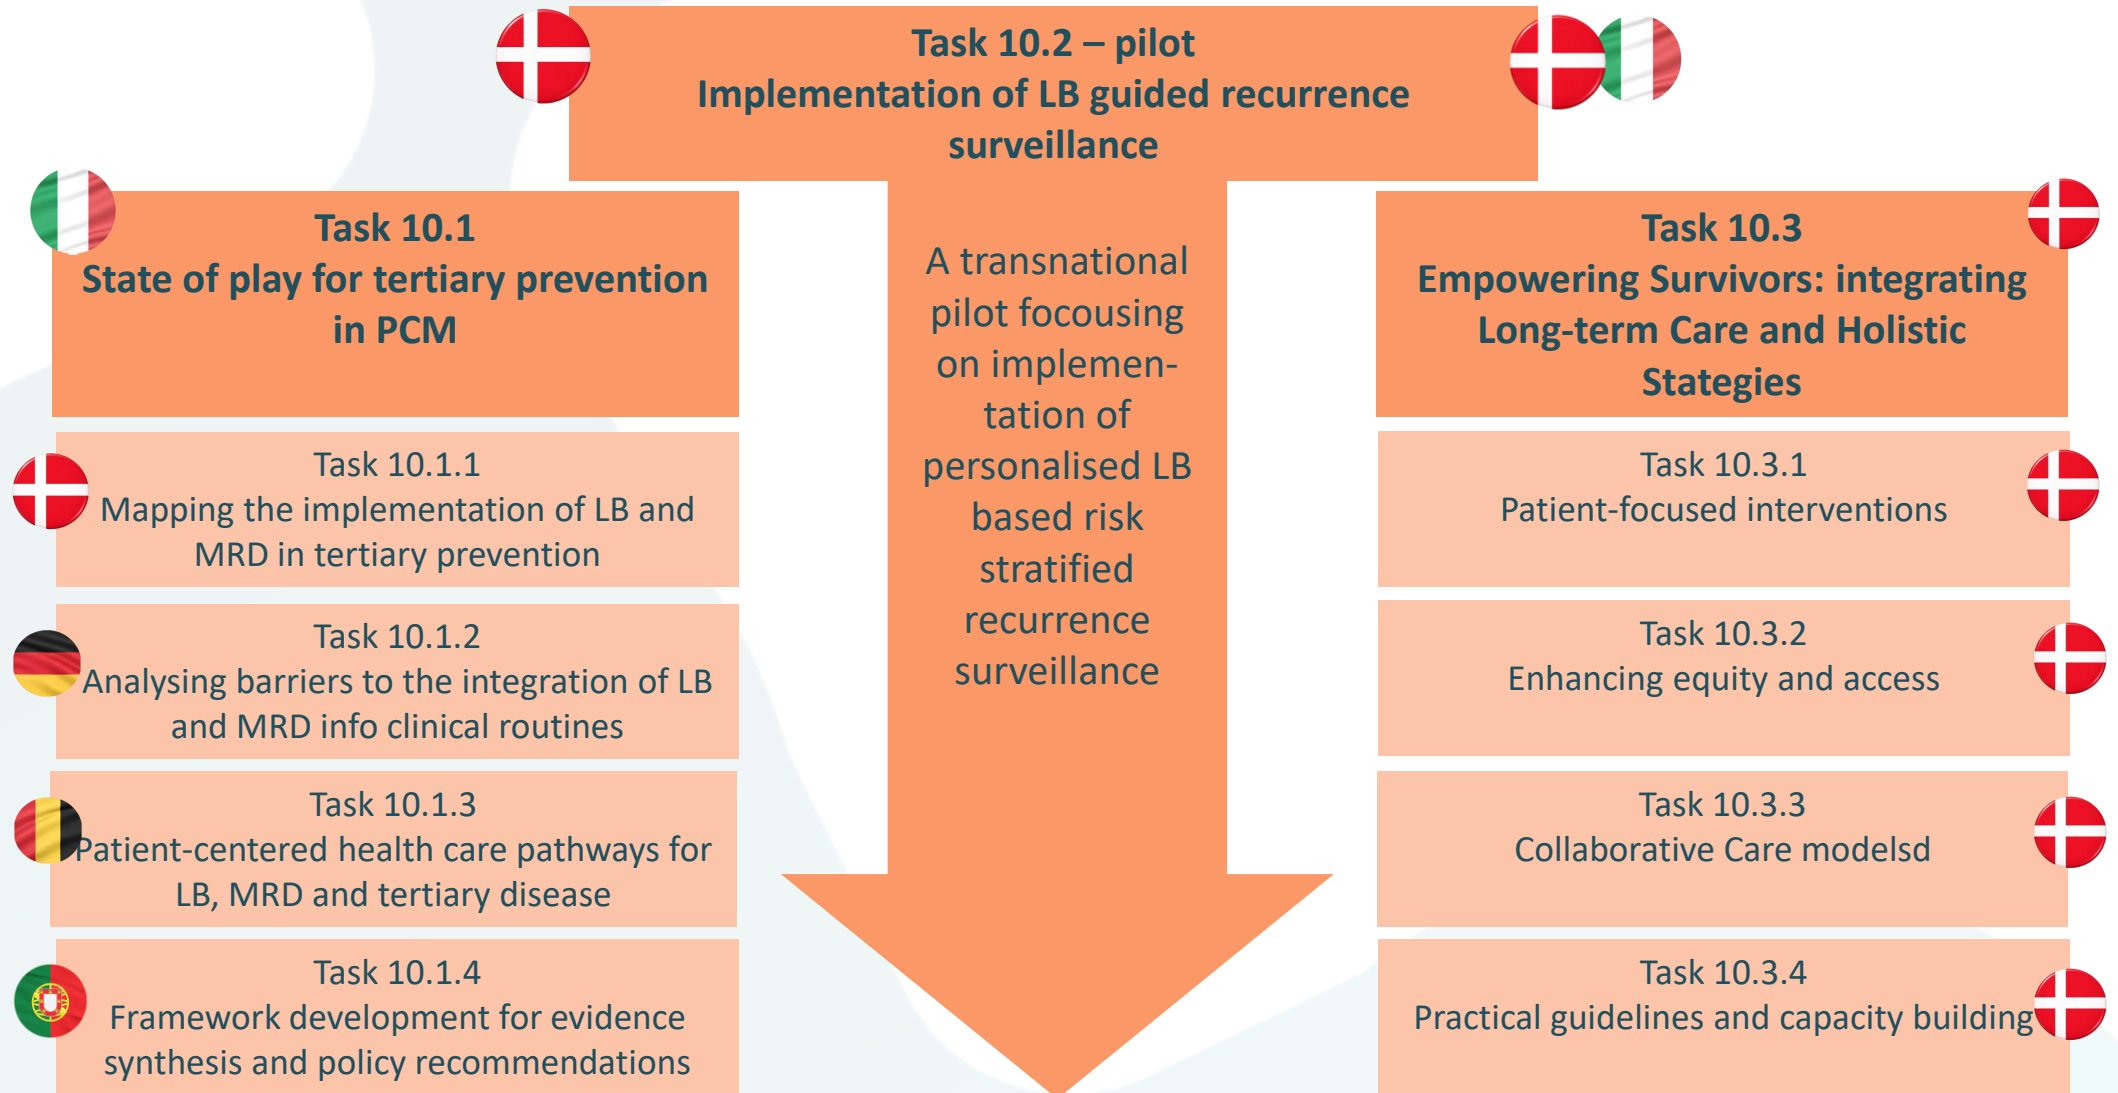 Task 10.2 – pilot
Implementation of LB guided recurrence
surveillance
Task 10.1
State of play for tertiary prevention
in PCM
Task 10.1.1
Mapping the implementation of LB and
MRD in tertiary prevention
Task 10.1.2
Analysing barriers to the integration of LB
and MRD info clinical routines
Task 10.1.3
Patient-centered health care pathways for
LB, MRD and tertiary disease
Task 10.1.4
Framework development for evidence
synthesis and policy recommendations
A transnational
pilot focousing
on implemen-
tation of
personalised LB
based risk
stratified
recurrence
surveillance
Task 10.3
Empowering Survivors: integrating
Long-term Care and Holistic
Stategies
Task 10.3.1
Patient-focused interventions
Task 10.3.2
Enhancing equity and access
Task 10.3.3
Collaborative Care modelsd
Task 10.3.4
Practical guidelines and capacity building